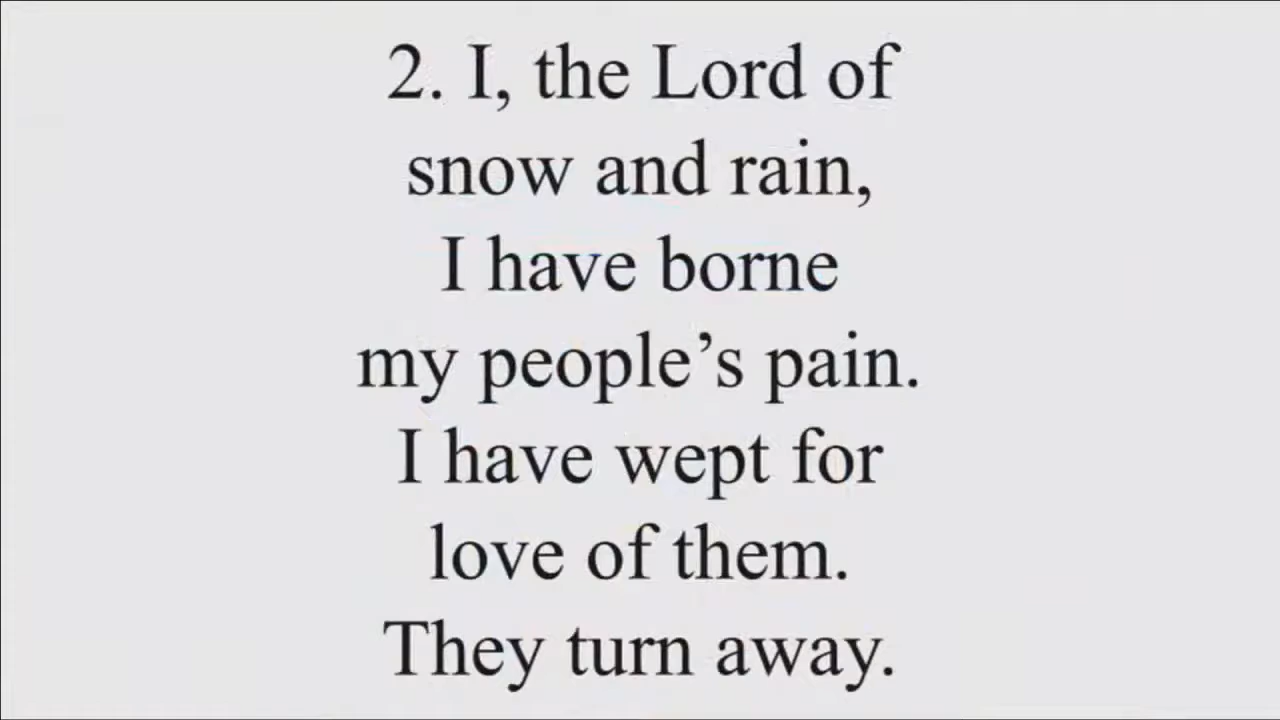 2. I, the Lord of
snow and rain,
I have borne
my people’s pain.
I have wept for
love of them.
They turn away.